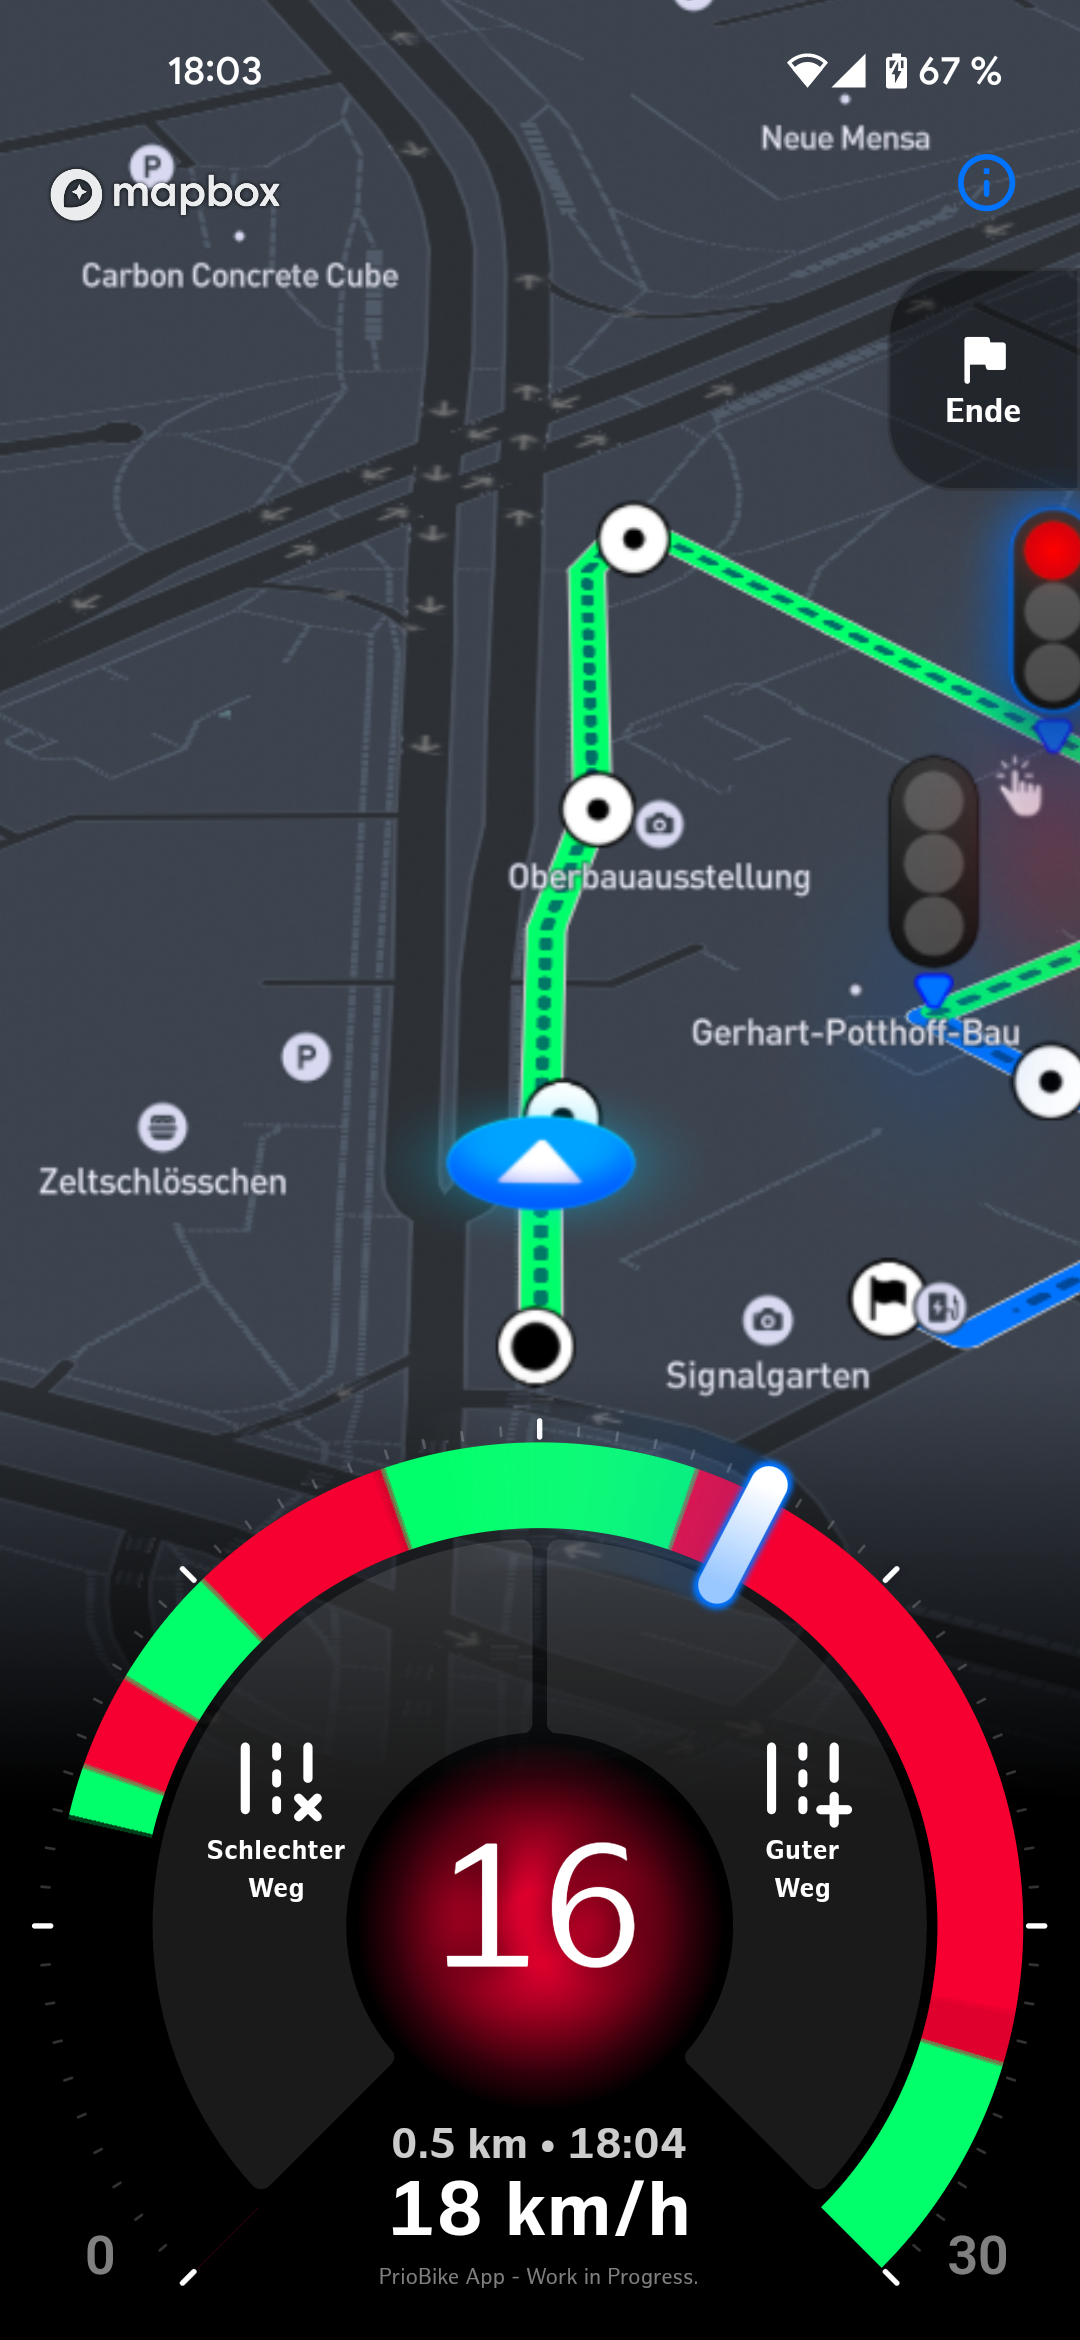 18:03
67 %
Neue Mensa
P
mapbox
Carbon Concrete Cube
Ende
Oberbauausstellung
Gerhart-Potthoff-Bau
P
Zeltschlösschen
Signalgarten
Schlechter
Weg
Guter
Weg
16
0.5 km • 18:04
18 km/h
0
30
PrioBike App - Work in Progress.